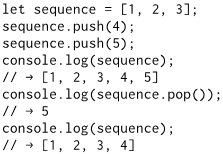 let sequence = [1, 2, 3];
sequence.push(4);
sequence.push(5);
console.log(sequence);
// → [1, 2, 3, 4, 5]
console.log(sequence.pop());
// → 5
console.log(sequence);
// → [1, 2, 3, 4]